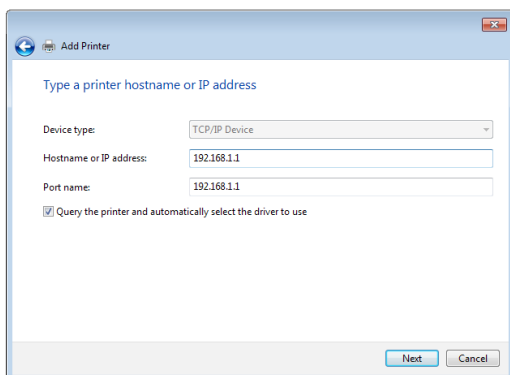 Add Printer
Type a printer hostname or IP address
Device type: TCP/IP Device
Hostname or IP address: 192.168.1.1
Port name: 192.168.1.1
Query the printer and automatically select the driver to use
Next Cancel